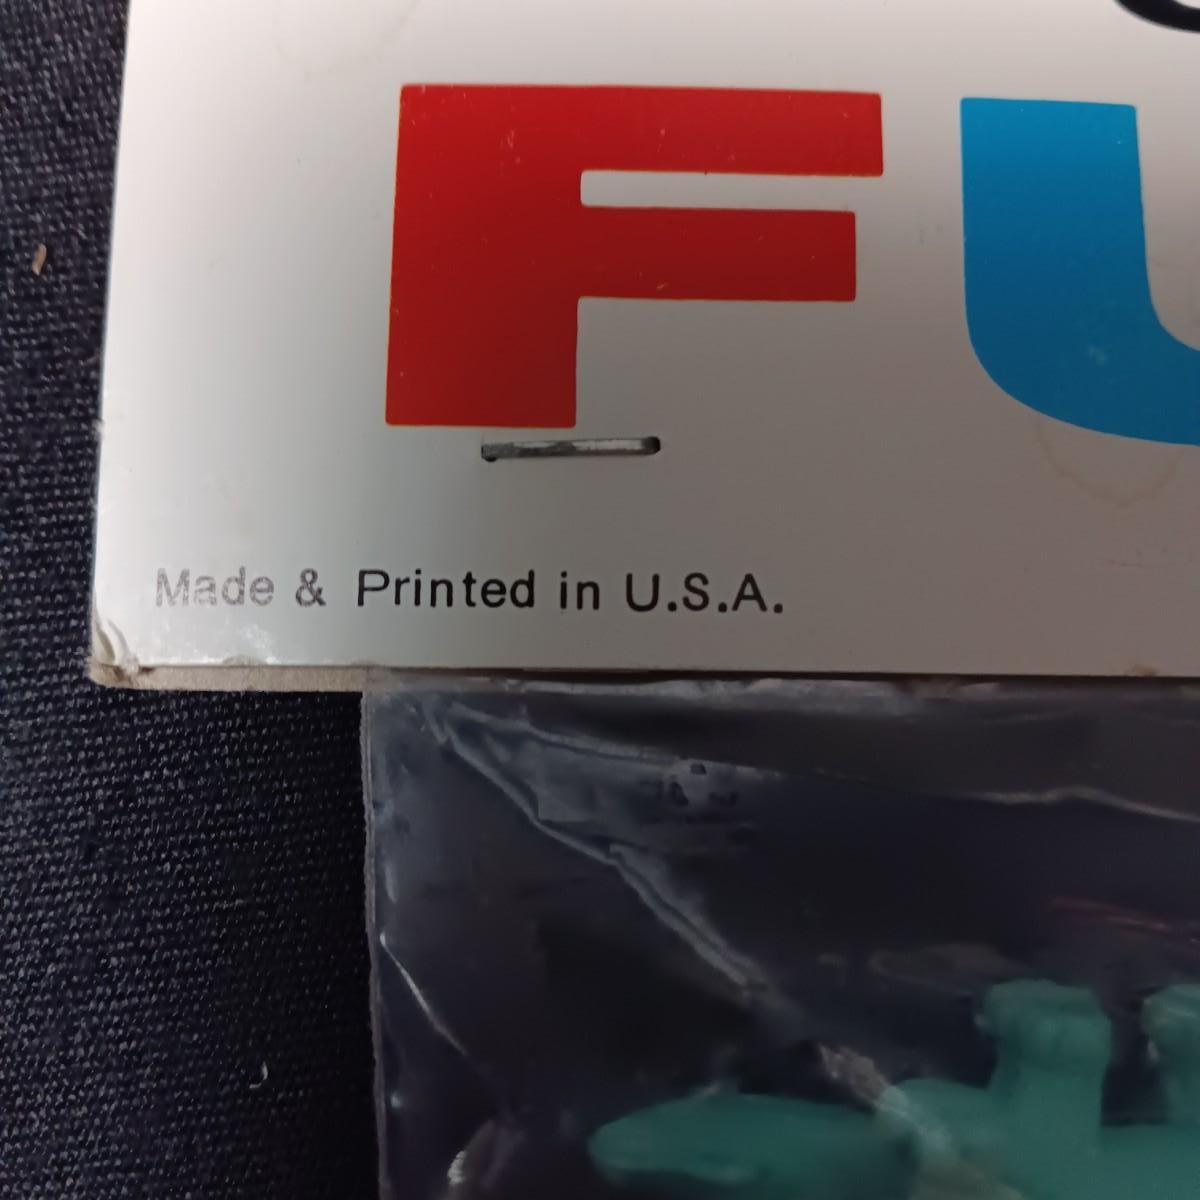 FU
Made & Printed in U.S.A.